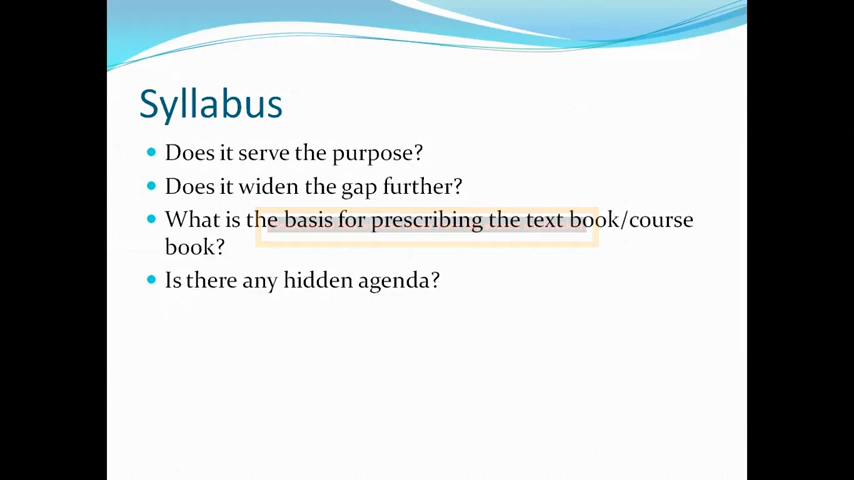 Syllabus
Does it serve the purpose?
Does it widen the gap further?
What is the basis for prescribing the text book/course
book?
Is there any hidden agenda?